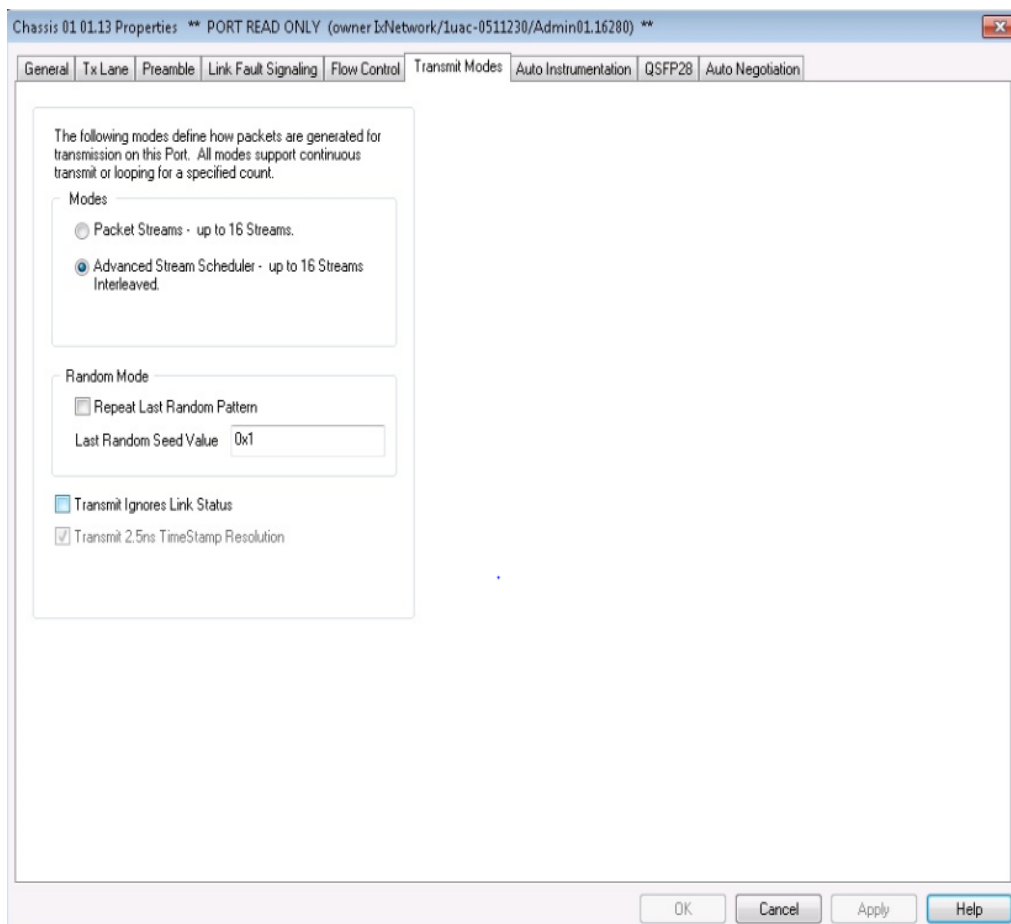 Chassis 01 01.13 Properties ** PORT READ ONLY (owner IxNetwork/1uac-0511230/Admin01.16280) **
General Tx Lane Preamble Link Fault Signaling Flow Control Transmit Modes Auto Instrumentation QSFP28 Auto Negotiation
The following modes define how packets are generated for
transmission on this Port. All modes support continuous
transmit or looping for a specified count.
Modes
Packet Streams - up to 16 Streams.
Advanced Stream Scheduler - up to 16 Streams
Interleaved.
Random Mode
Repeat Last Random Pattern
Last Random Seed Value 0x1
Transmit Ignores Link Status
Transmit 2.5ns TimeStamp Resolution
OK Cancel Apply Help